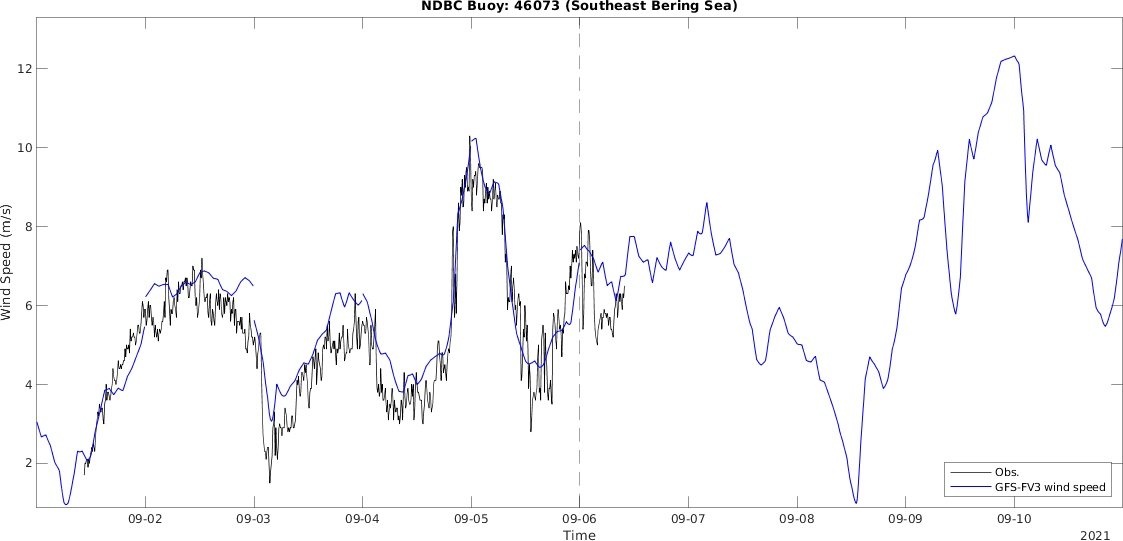 NDBC Buoy: 46073 (Southeast Bering Sea)
Wind Speed (m/s)
12
10
8
6
4
2
Obs.
GFS-FV3 wind speed
09-02 09-03 09-04 09-05 09-06 09-07 09-08 09-09 09-10
Time
2021